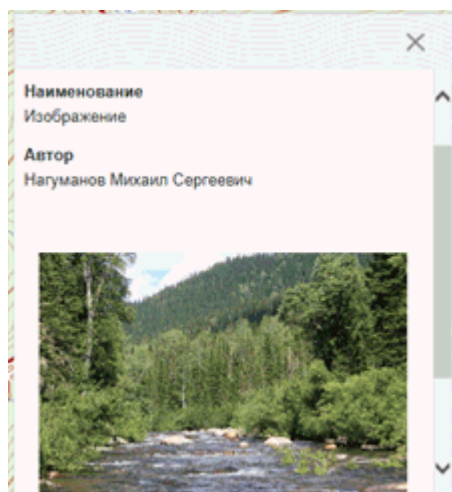 Наименование
Изображение
Автор
Нагуманов Михаил Сергеевич